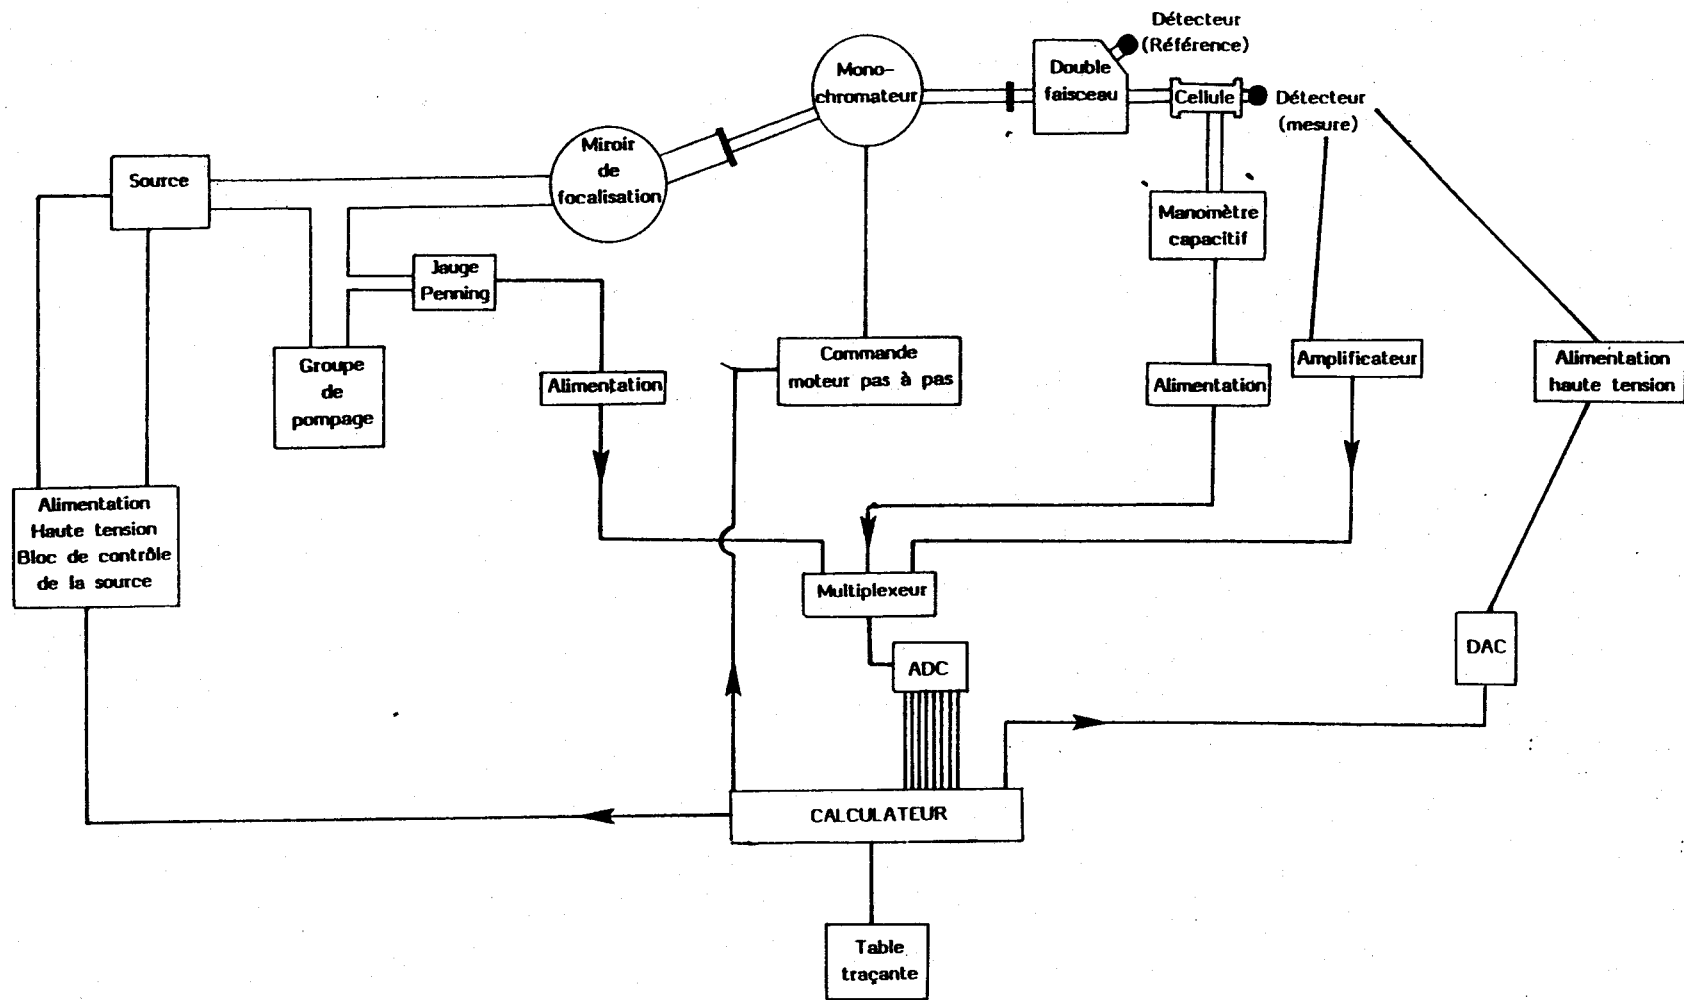 Détecteur
(Référence)
Mono-
chromateur
Double
faisceau
Cellule
Détecteur
(mesure)
Miroir
de
focalisation
Source
Manomètre
capacitif
Jauge
Penning
Groupe
de
pompage
Alimentation
Commande
moteur pas à pas
Alimentation
Amplificateur
Alimentation
haute tension
Alimentation
Haute tension
Bloc de contrôle
de la source
Multiplexeur
ADC
DAC
CALCULATEUR
Table
traçante